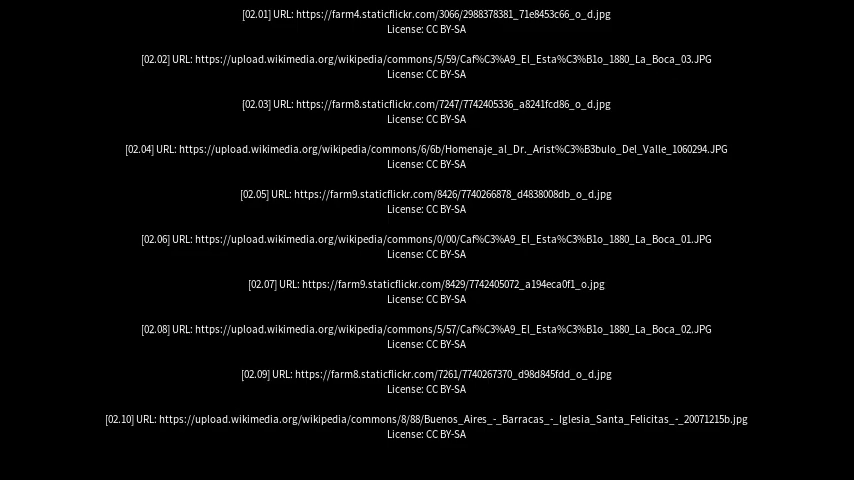 [02.01] URL: https://farm4.staticflickr.com/3066/2988378381_71e8453c66_o_d.jpg
License: CC BY-SA
[02.02] URL: https://upload.wikimedia.org/wikipedia/commons/5/59/Caf%C3%A9_El_Esta%C3%B1o_1880_La_Boca_03.JPG
License: CC BY-SA
[02.03] URL: https://farm8.staticflickr.com/7247/7742405336_a8241fcd86_o_d.jpg
License: CC BY-SA
[02.04] URL: https://upload.wikimedia.org/wikipedia/commons/6/6b/Homenaje_al_Dr._Arist%C3%B3bulo_Del_Valle_1060294.JPG
License: CC BY-SA
[02.05] URL: https://farm9.staticflickr.com/8426/7740266878_d4838008db_o_d.jpg
License: CC BY-SA
[02.06] URL: https://upload.wikimedia.org/wikipedia/commons/0/00/Caf%C3%A9_El_Esta%C3%B1o_1880_La_Boca_01.JPG
License: CC BY-SA
[02.07] URL: https://farm9.staticflickr.com/8429/7742405072_a194eca0f1_o.jpg
License: CC BY-SA
[02.08] URL: https://upload.wikimedia.org/wikipedia/commons/5/57/Caf%C3%A9_El_Esta%C3%B1o_1880_La_Boca_02.JPG
License: CC BY-SA
[02.09] URL: https://farm8.staticflickr.com/7261/7740267370_d98d845fdd_o_d.jpg
License: CC BY-SA
[02.10] URL: https://upload.wikimedia.org/wikipedia/commons/8/88/Buenos_Aires_-_Barracas_-_Iglesia_Santa_Felicitas_-_20071215b.jpg
License: CC BY-SA